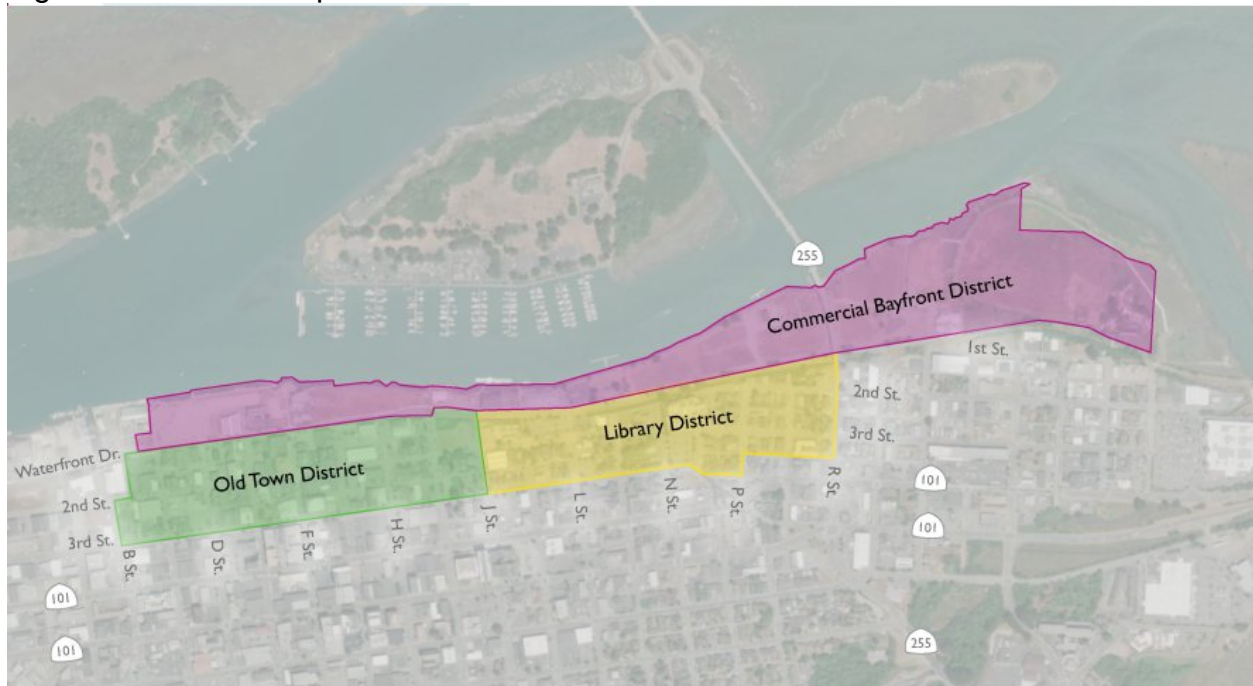 255
Commercial Bayfront District
1st St.
2nd St.
Library District
3rd St.
Waterfront Dr.
Old Town District
2nd St.
3rd St.
B St.
D St.
F St.
H St.
J St.
L St.
N St.
P St.
R St.
101
101
101
101
255